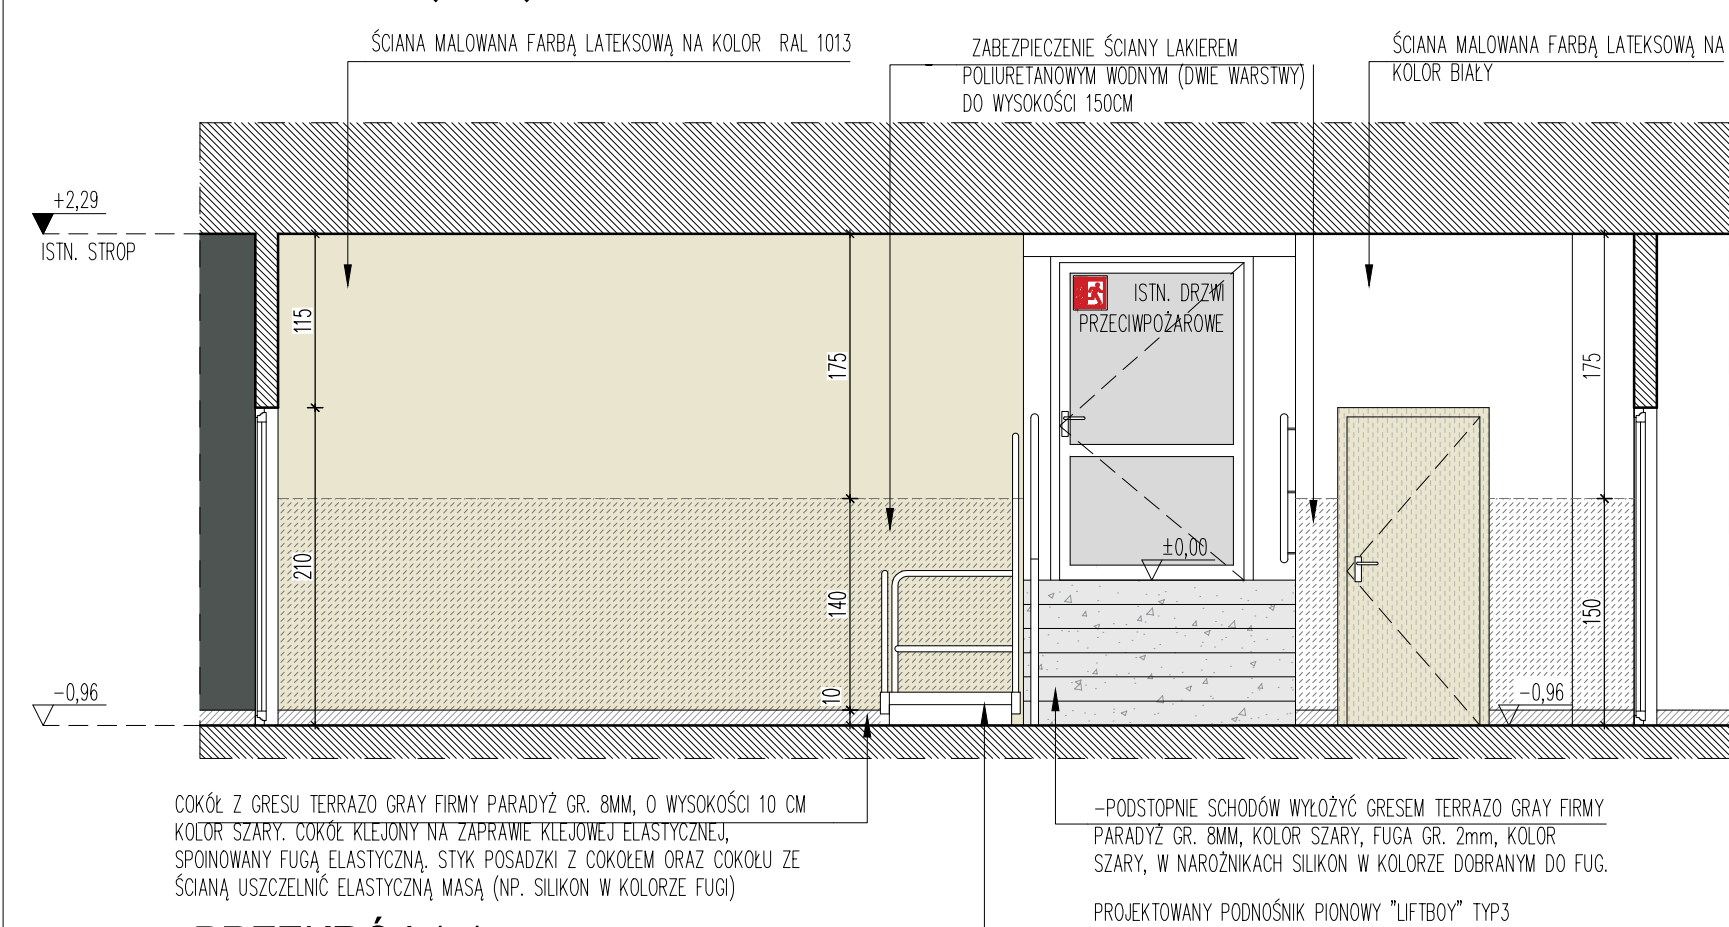 ŚCIANA MALOWANA FARBĄ LATEKSOWĄ NA KOLOR RAL 1013
ZABEZPIECZENIE ŚCIANY LAKIEREM
POLIURETANOWYM WODNYM (DWIE WARSTWY)
DO WYSOKOŚCI 150CM
ŚCIANA MALOWANA FARBĄ LATEKSOWĄ NA
KOLOR BIAŁY
+2,29
ISTN. STROP
115
175
ISTN. DRZWI
PRZECIWPOŻAROWE
175
210
140
±0,00
150
-0,96
10
-0,96
COKÓŁ Z GRESU TERRAZO GRAY FIRMY PARADYŻ GR. 8MM, O WYSOKOŚCI 10 CM
KOLOR SZARY. COKÓŁ KLEJONY NA ZAPRAWIE KLEJOWEJ ELASTYCZNEJ,
SPOINOWANY FUGĄ ELASTYCZNĄ. STYK POSADZKI Z COKOŁEM ORAZ COKOŁU ZE
ŚCIANĄ USZCZELNIĆ ELASTYCZNĄ MASĄ (NP. SILIKON W KOLORZE FUGI)
-PODSTOPNIE SCHODÓW WYŁOŻYĆ GRESEM TERRAZO GRAY FIRMY
PARADYŻ GR. 8MM, KOLOR SZARY, FUGA GR. 2mm, KOLOR
SZARY, W NAROŻNIKACH SILIKON W KOLORZE DOBRANYM DO FUG.
PROJEKTOWANY PODNOŚNIK PIONOWY "LIFTBOY" TYP3